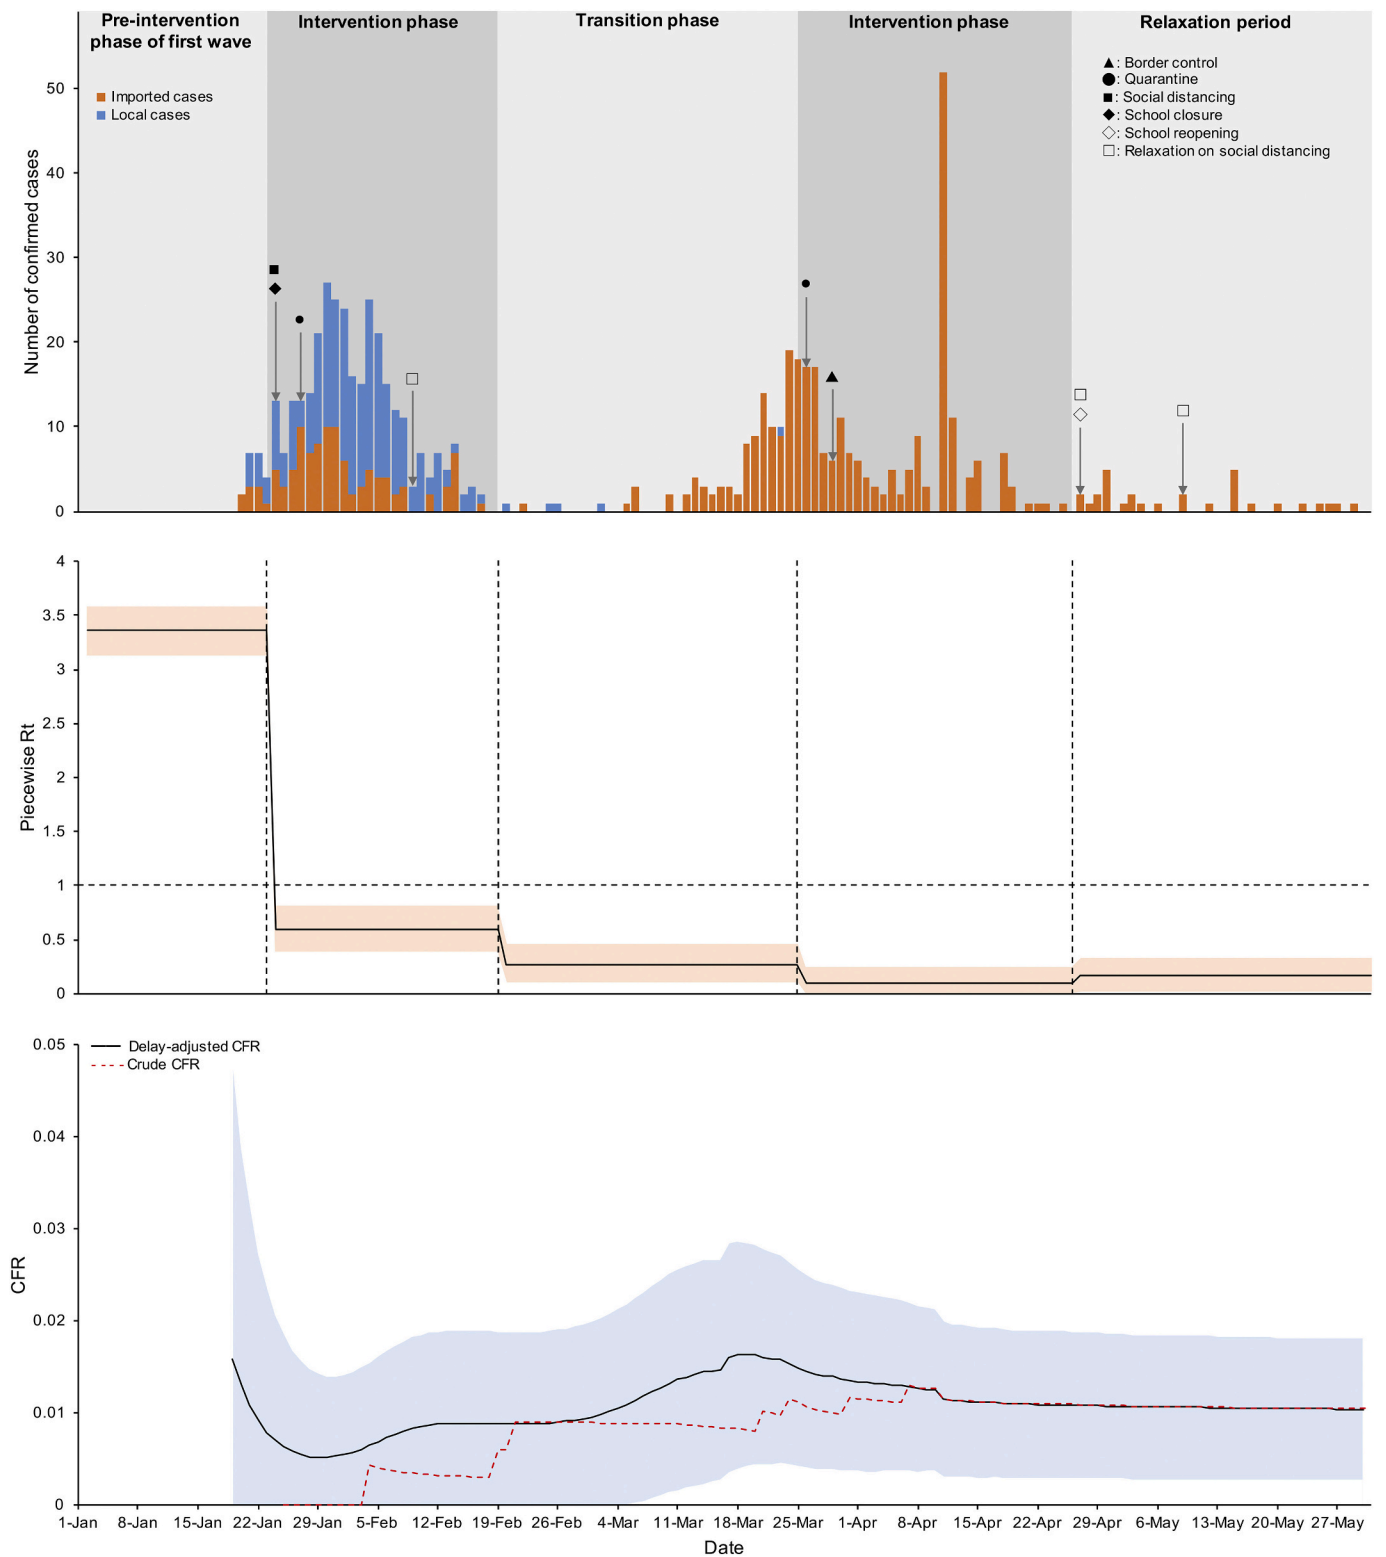 Pre-intervention
phase of first wave
Intervention phase
Transition phase
Intervention phase
Relaxation period
Imported cases
Local cases
: Border control
: Quarantine
: Social distancing
: School closure
: School reopening
: Relaxation on social distancing
Number of confirmed cases
50
40
30
20
10
0
Piecewise Rt
4
3.5
3
2.5
2
1.5
1
0.5
0
Delay-adjusted CFR
Crude CFR
CFR
0.05
0.04
0.03
0.02
0.01
0
1-Jan 8-Jan 15-Jan 22-Jan 29-Jan 5-Feb 12-Feb 19-Feb 26-Feb 4-Mar 11-Mar 18-Mar 25-Mar 1-Apr 8-Apr 15-Apr 22-Apr 29-Apr 6-May 13-May 20-May 27-May
Date